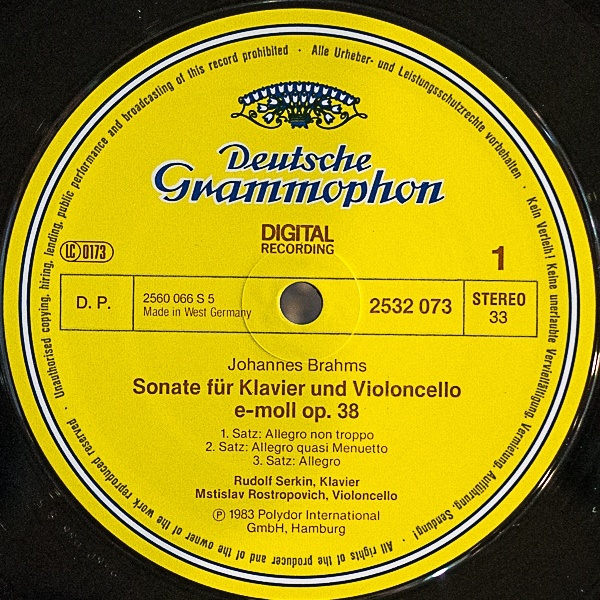 Unauthorised copying, hiring, lending, public performance and broadcasting of this record prohibited · Alle Urheber- und Leistungsschutzrechte vorbehalten · Kein Verleih! Keine unerlaubte Vervielfältigung, Vermietung, Aufführung, Sendung! · All rights of the producer and of the owner of the work reproduced reserved ·
Deutsche
Grammophon
DIGITAL
RECORDING
LC 0173
1
D. P.
2560 066 S 5
Made in West Germany
2532 073
STEREO
33
Johannes Brahms
Sonate für Klavier und Violoncello
e-moll op. 38
1. Satz: Allegro non troppo
2. Satz: Allegro quasi Menuetto
3. Satz: Allegro
Rudolf Serkin, Klavier
Mstislav Rostropovich, Violoncello
Ⓟ 1983 Polydor International
GmbH, Hamburg